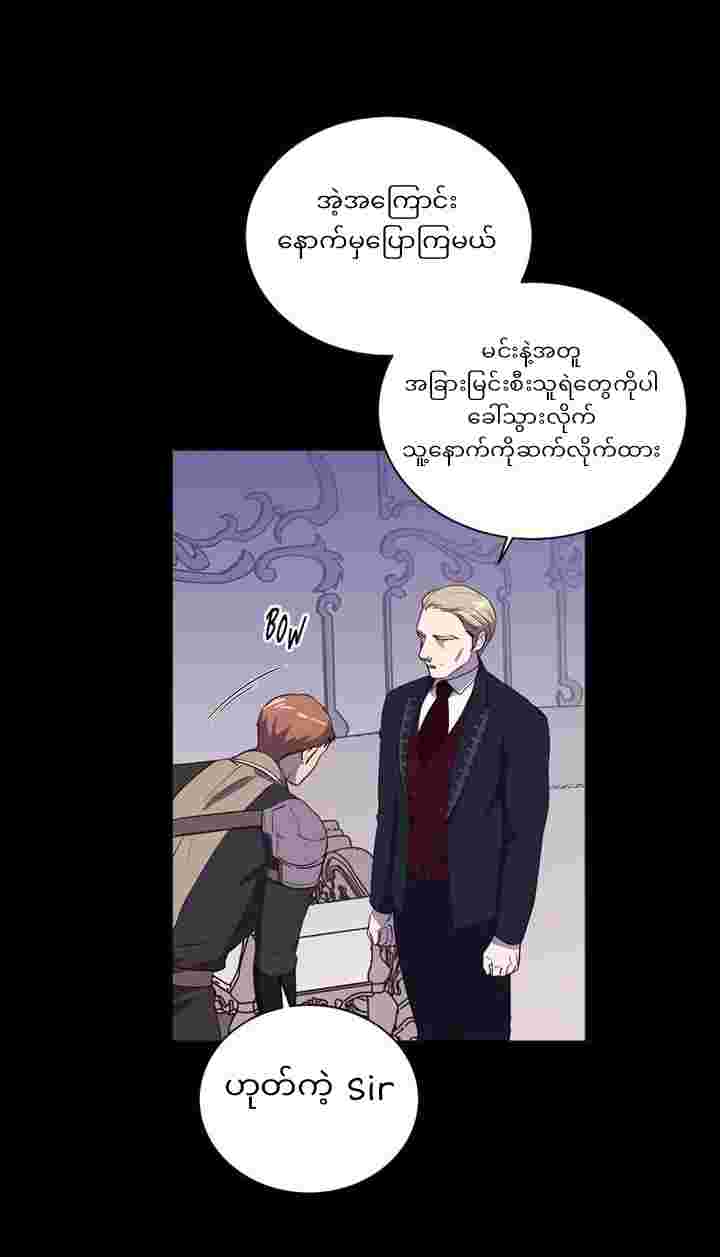 အဲ့အကြောင်း
နောက်မှပြောကြမယ်
မင်းနဲ့အတူ
အခြားမြင်းစီးသူရဲတွေကိုပါ
ခေါ်သွားလိုက်
သူ့နောက်ကိုဆက်လိုက်ထား
BOW
ဟုတ်ကဲ့ Sir